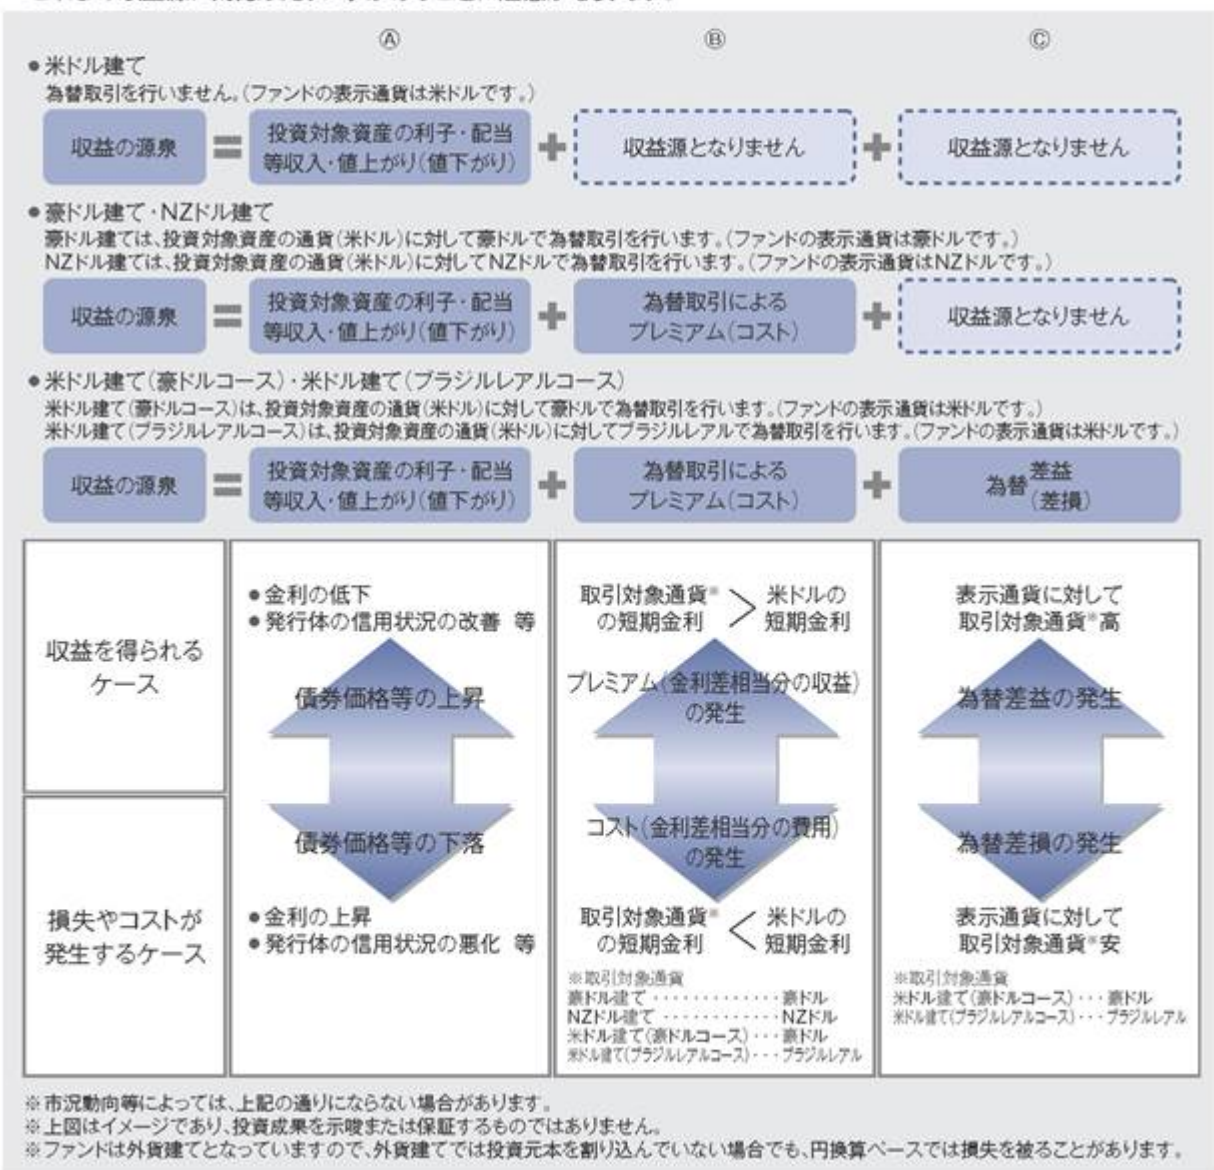 Ⓐ Ⓑ Ⓒ
●米ドル建て
為替取引を行いません。(ファンドの表示通貨は米ドルです。)
収益の源泉 = 投資対象資産の利子・配当等収入・値上がり(値下がり) + 収益源となりません + 収益源となりません
●豪ドル建て・NZドル建て
豪ドル建ては、投資対象資産の通貨(米ドル)に対して豪ドルで為替取引を行います。(ファンドの表示通貨は豪ドルです。)
NZドル建ては、投資対象資産の通貨(米ドル)に対してNZドルで為替取引を行います。(ファンドの表示通貨はNZドルです。)
収益の源泉 = 投資対象資産の利子・配当等収入・値上がり(値下がり) + 為替取引によるプレミアム(コスト) + 収益源となりません
●米ドル建て(豪ドルコース)・米ドル建て(ブラジルレアルコース)
米ドル建て(豪ドルコース)は、投資対象資産の通貨(米ドル)に対して豪ドルで為替取引を行います。(ファンドの表示通貨は米ドルです。)
米ドル建て(ブラジルレアルコース)は、投資対象資産の通貨(米ドル)に対してブラジルレアルで為替取引を行います。(ファンドの表示通貨は米ドルです。)
収益の源泉 = 投資対象資産の利子・配当等収入・値上がり(値下がり) + 為替取引によるプレミアム(コスト) + 為替差益(差損)
収益を得られる
ケース
●金利の低下
●発行体の信用状況の改善 等
債券価格等の上昇
取引対象通貨※の短期金利 > 米ドルの短期金利
プレミアム(金利差相当分の収益)
の発生
表示通貨に対して
取引対象通貨※高
為替差益の発生
損失やコストが
発生するケース
債券価格等の下落
●金利の上昇
●発行体の信用状況の悪化 等
コスト(金利差相当分の費用)
の発生
取引対象通貨※の短期金利 < 米ドルの短期金利
※取引対象通貨
豪ドル建て・・・・・・・・・・・・・豪ドル
NZドル建て・・・・・・・・・・・・NZドル
米ドル建て(豪ドルコース)・・・豪ドル
米ドル建て(ブラジルレアルコース)・・・ブラジルレアル
為替差損の発生
表示通貨に対して
取引対象通貨※安
※取引対象通貨
米ドル建て(豪ドルコース)・・・豪ドル
米ドル建て(ブラジルレアルコース)・・・ブラジルレアル
※市況動向等によっては、上記の通りにならない場合があります。
※上図はイメージであり、投資成果を示唆または保証するものではありません。
※ファンドは外貨建てとなっていますので、外貨建てでは投資元本を割り込んでいない場合でも、円換算ベースでは損失を被ることがあります。